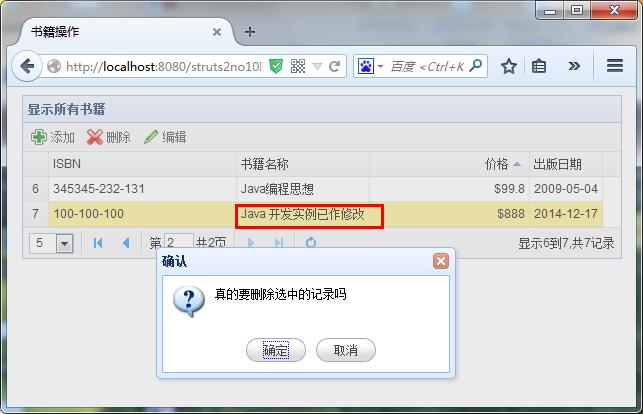 书籍操作
http://localhost:8080/struts2no10l
百度 <Ctrl+K
显示所有书籍
添加 删除 编辑
ISBN 书籍名称 价格 出版日期
6 345345-232-131 Java编程思想 $99.8 2009-05-04
7 100-100-100 Java 开发实例已作修改 $888 2014-12-17
5 第 2 共2页 显示6到7,共7记录
确认
真的要删除选中的记录吗
确定 取消